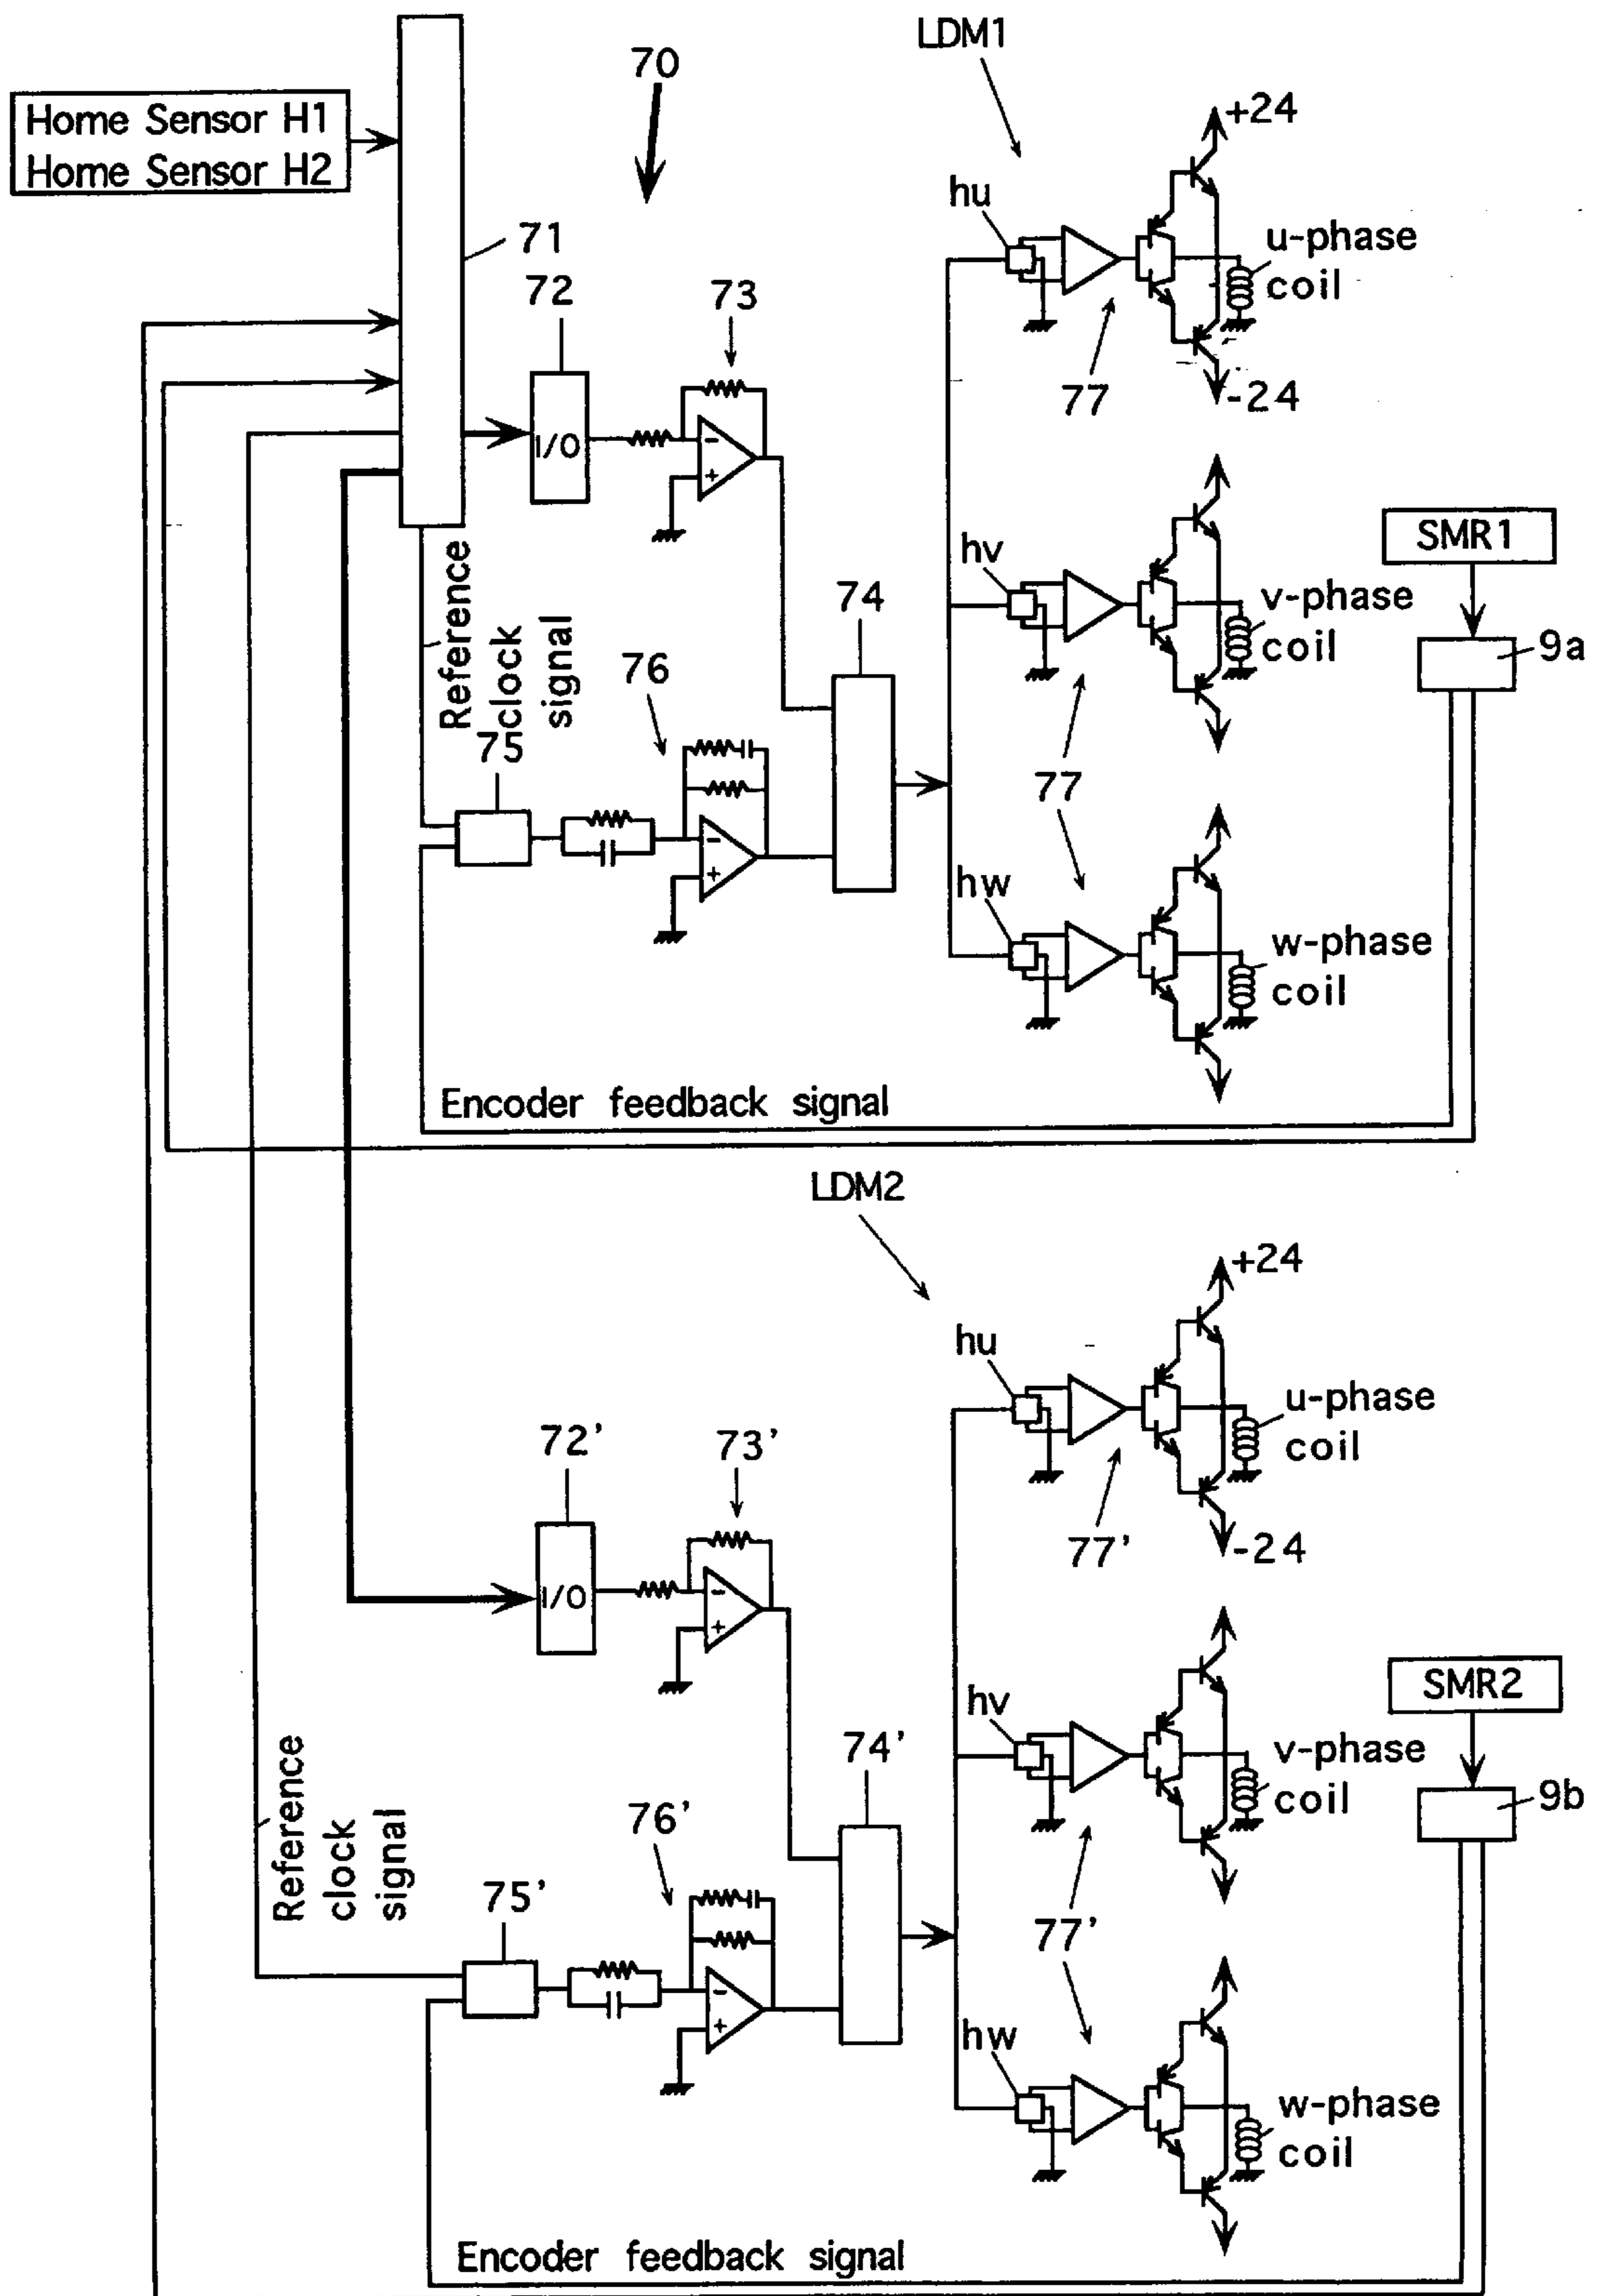 LDM1
70
Home Sensor H1
Home Sensor H2
+24
hu
71
u-phase
coil
72
73
77
-24
I/O
-
+
hv
SMR1
Reference
clock
signal
74
v-phase
coil
9a
76
75
77
-
+
hw
w-phase
coil
Encoder feedback signal
LDM2
+24
hu
u-phase
coil
72'
73'
77'
-24
I/O
-
+
hv
SMR2
Reference
clock
signal
74'
v-phase
coil
9b
76'
75'
77'
-
+
hw
w-phase
coil
Encoder feedback signal